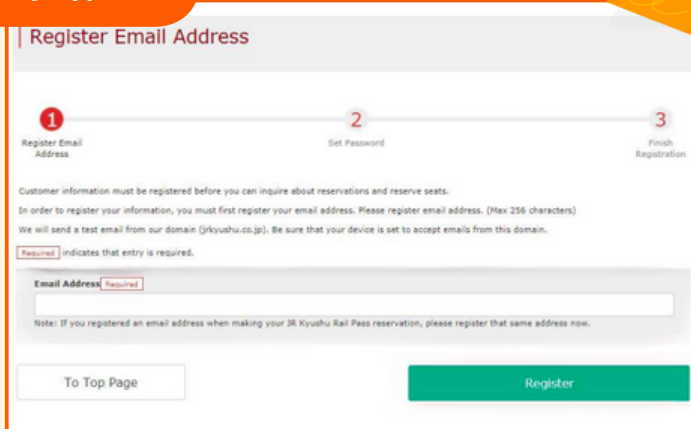 Register Email Address
1
2
3
Register Email
Address
Set Password
Finish
Registration
Customer information must be registered before you can inquire about reservations and reserve seats.
In order to register your information, you must first register your email address. Please register email address. (Max 256 characters)
We will send a test email from our domain (jrkyushu.co.jp). Be sure that your device is set to accept emails from this domain.
Required indicates that entry is required.
Email Address Required
Note: If you registered an email address when making your JR Kyushu Rail Pass reservation, please register that same address now.
To Top Page
Register